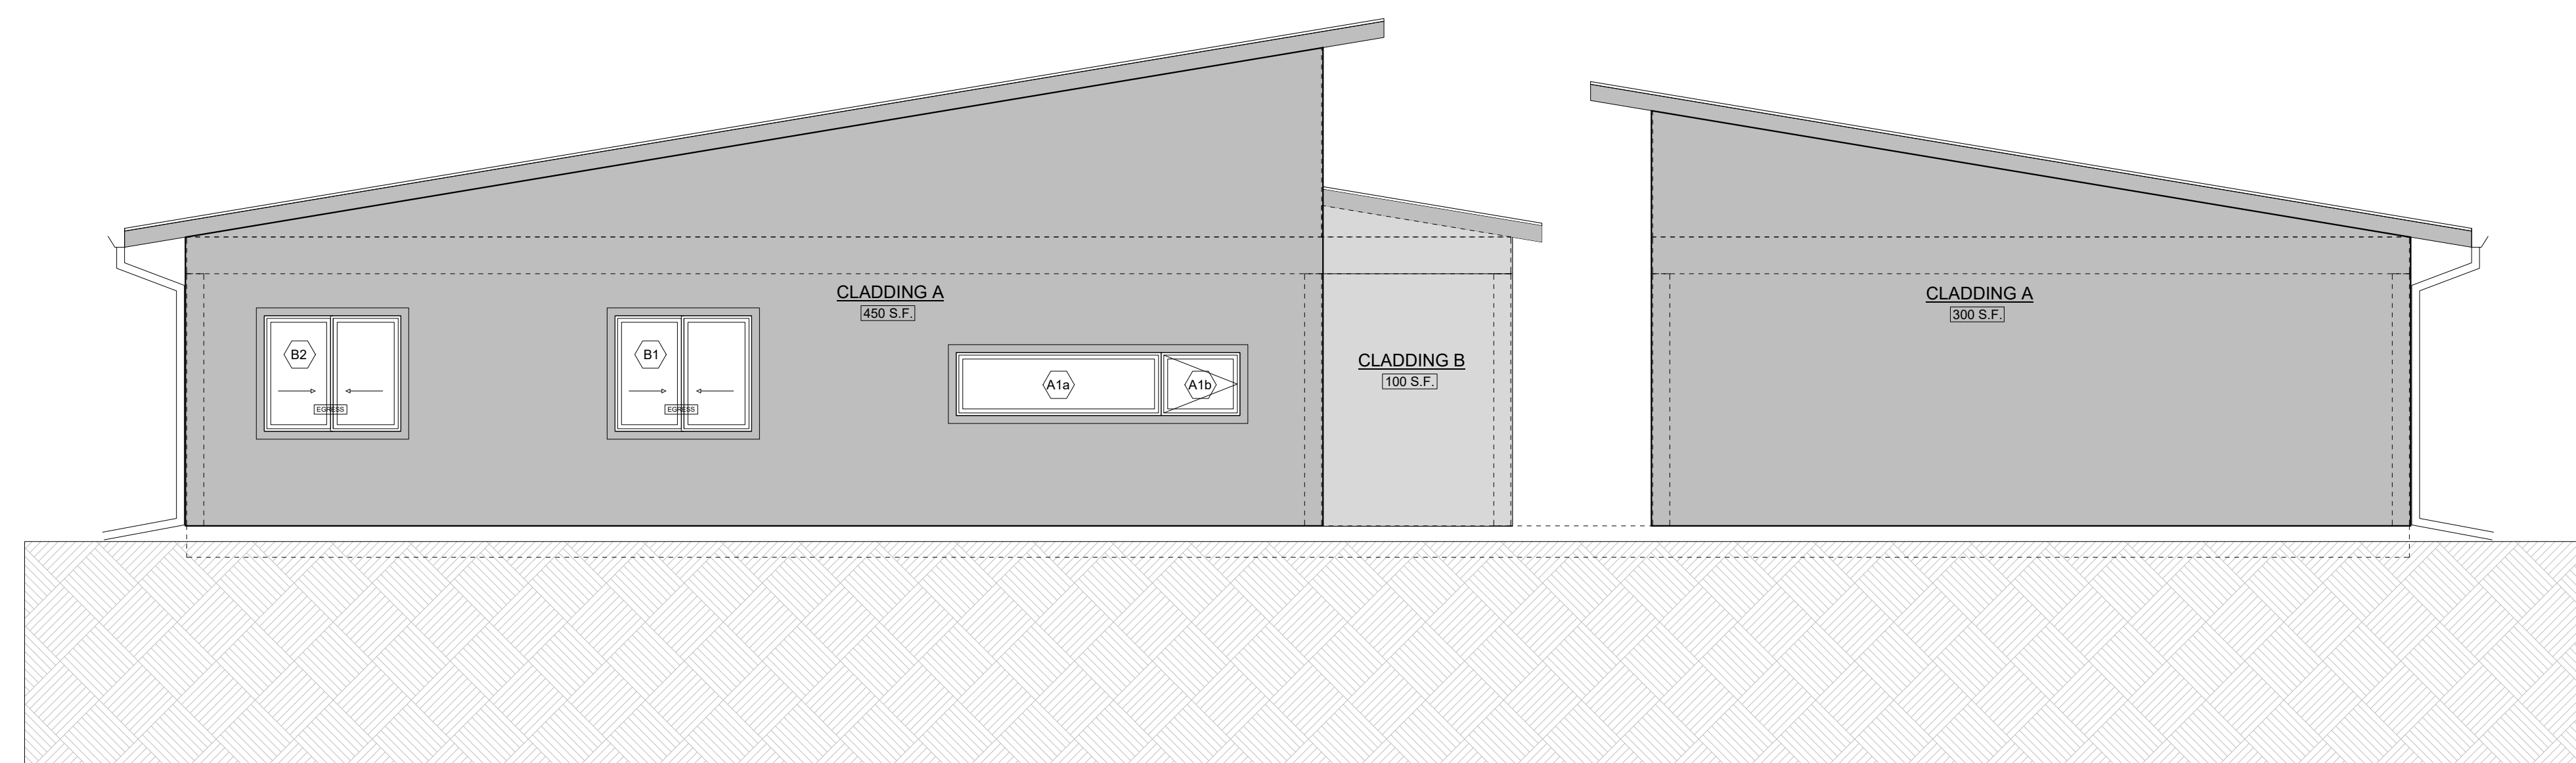 CLADDING A
450 S.F.
CLADDING A
300 S.F.
B2
B1
CLADDING B
100 S.F.
A1a
A1b
EGRESS
EGRESS